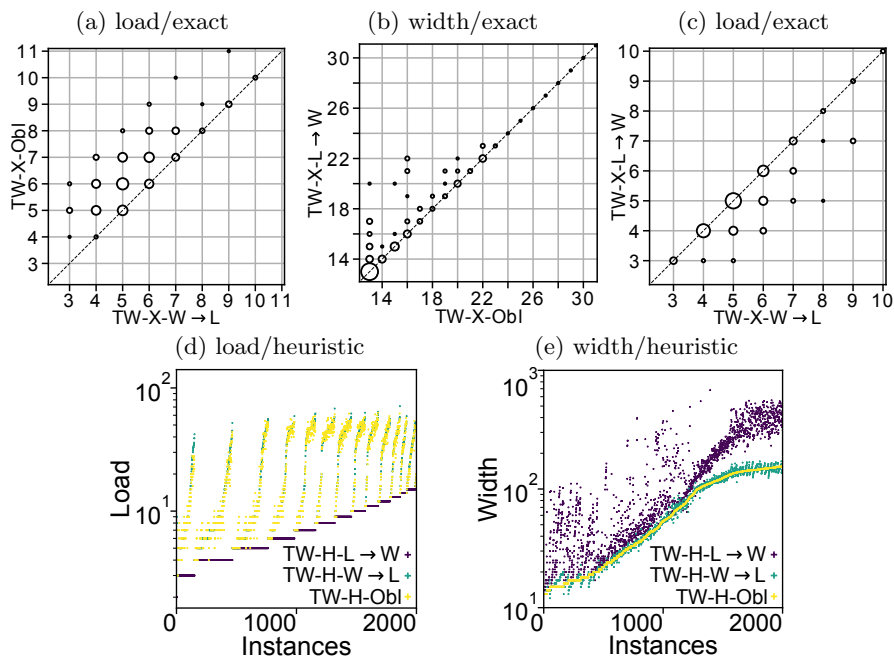 (a) load/exact
(b) width/exact
(c) load/exact
TW-X-Obl
11
10
9
8
7
6
5
4
3
3 4 5 6 7 8 9 10 11
TW-X-W → L
TW-X-L → W
30
26
22
18
14
14 18 22 26 30
TW-X-Obl
TW-X-L → W
10
9
8
7
6
5
4
3
3 4 5 6 7 8 9 10
TW-X-W → L
(d) load/heuristic
(e) width/heuristic
Load
10²
10¹
TW-H-L → W
TW-H-W → L
TW-H-Obl
0 1000 2000
Instances
Width
10³
10²
10¹
TW-H-L → W
TW-H-W → L
TW-H-Obl
0 1000 2000
Instances